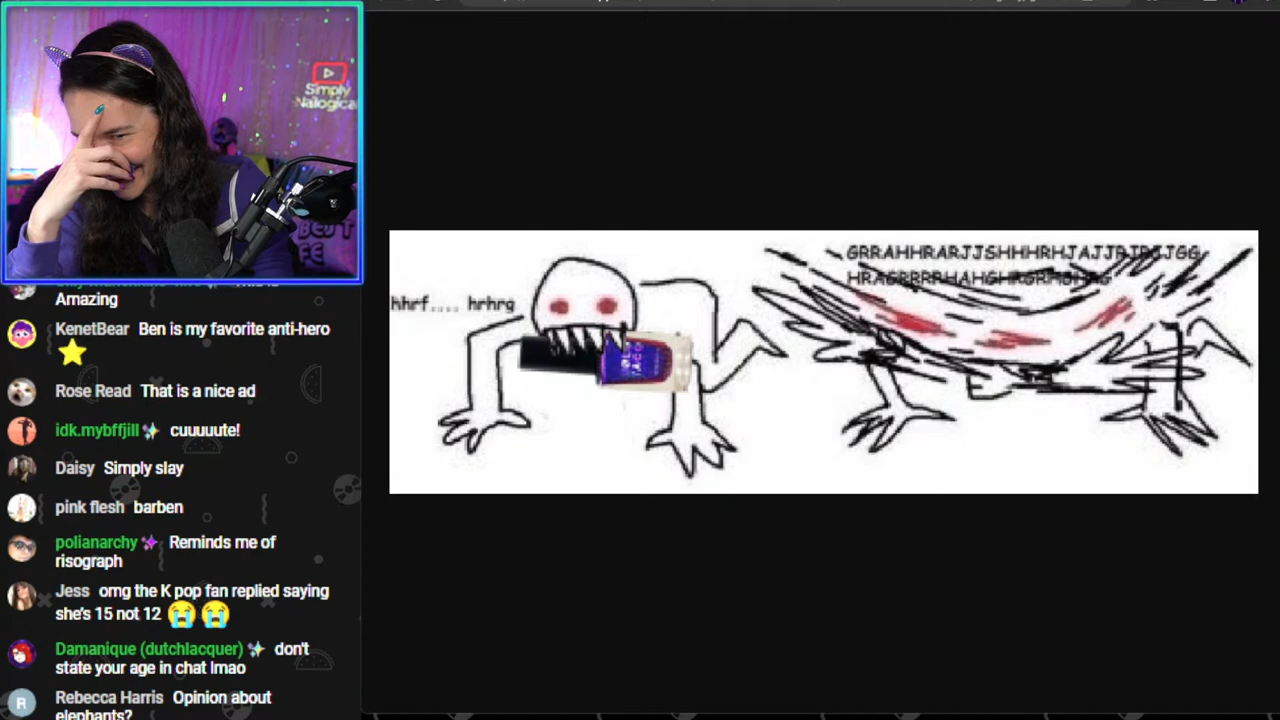 Simply
Nailogical
BEST
FE
Amazing
KenetBear Ben is my favorite anti-hero
Rose Read That is a nice ad
idk.mybffjill cuuuuute!
Daisy Simply slay
pink flesh barben
polianarchy Reminds me of
risograph
Jess omg the K pop fan replied saying
she's 15 not 12
Damanique (dutchlacquer) don't
state your age in chat lmao
R
Rebecca Harris Opinion about
elephants?
hhrf.... hrhrg